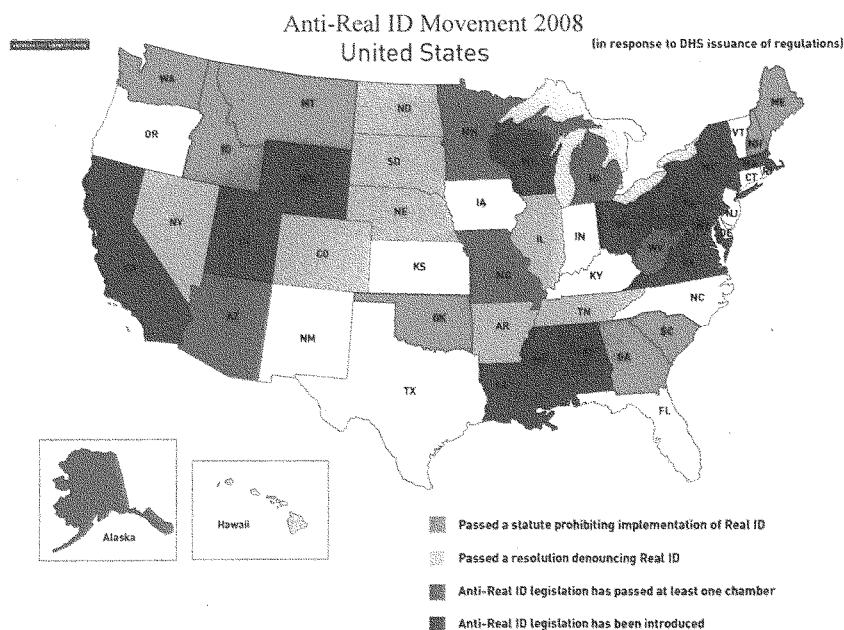 Anti-Real ID Movement 2008
United States
(in response to DHS issuance of regulations)
WA
MT
ND
ME
OR
ID
MN
VT
NH
SD
MI
CT
NY
NE
IA
IL
IN
NJ
CO
KS
MO
KY
WV
NC
AZ
NM
OK
AR
TN
SC
GA
TX
FL
Alaska
Hawaii
Passed a statute prohibiting implementation of Real ID
Passed a resolution denouncing Real ID
Anti-Real ID legislation has passed at least one chamber
Anti-Real ID legislation has been introduced